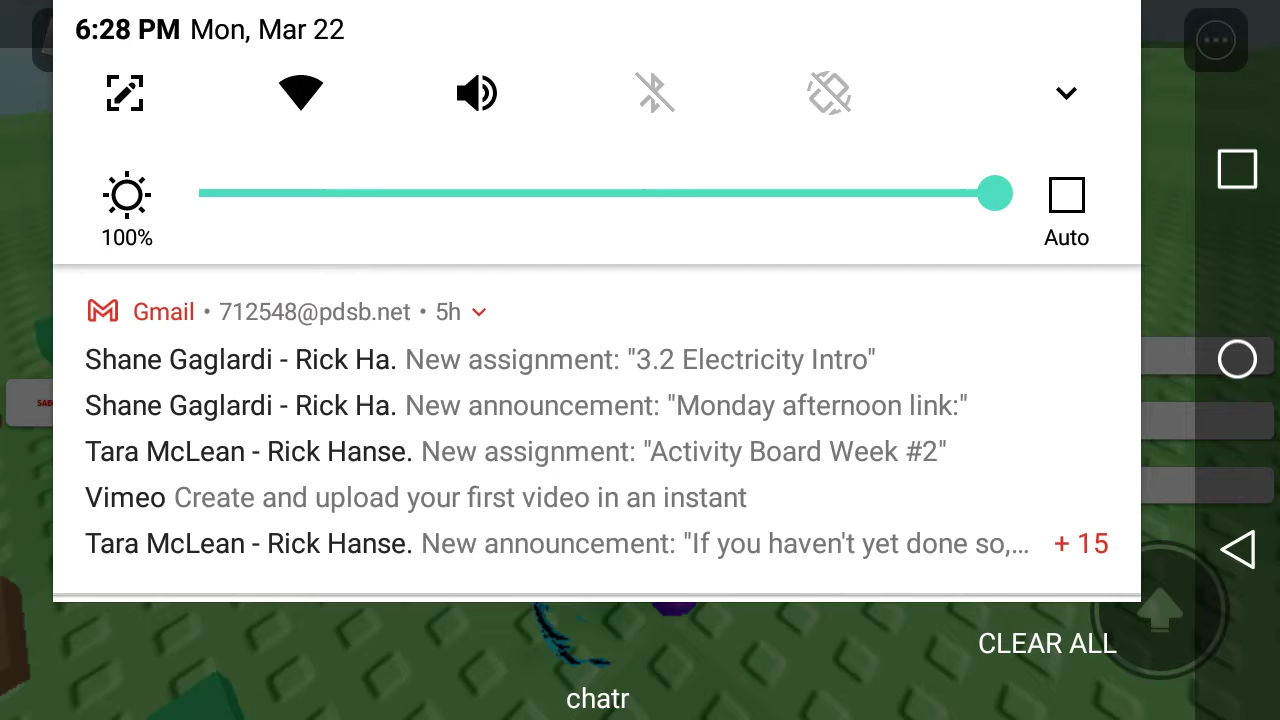 6:28 PM Mon, Mar 22
100%
Auto
Gmail • 712548@pdsb.net • 5h
Shane Gaglardi - Rick Ha. New assignment: "3.2 Electricity Intro"
Shane Gaglardi - Rick Ha. New announcement: "Monday afternoon link:"
Tara McLean - Rick Hanse. New assignment: "Activity Board Week #2"
Vimeo Create and upload your first video in an instant
Tara McLean - Rick Hanse. New announcement: "If you haven't yet done so,... + 15
CLEAR ALL
chatr